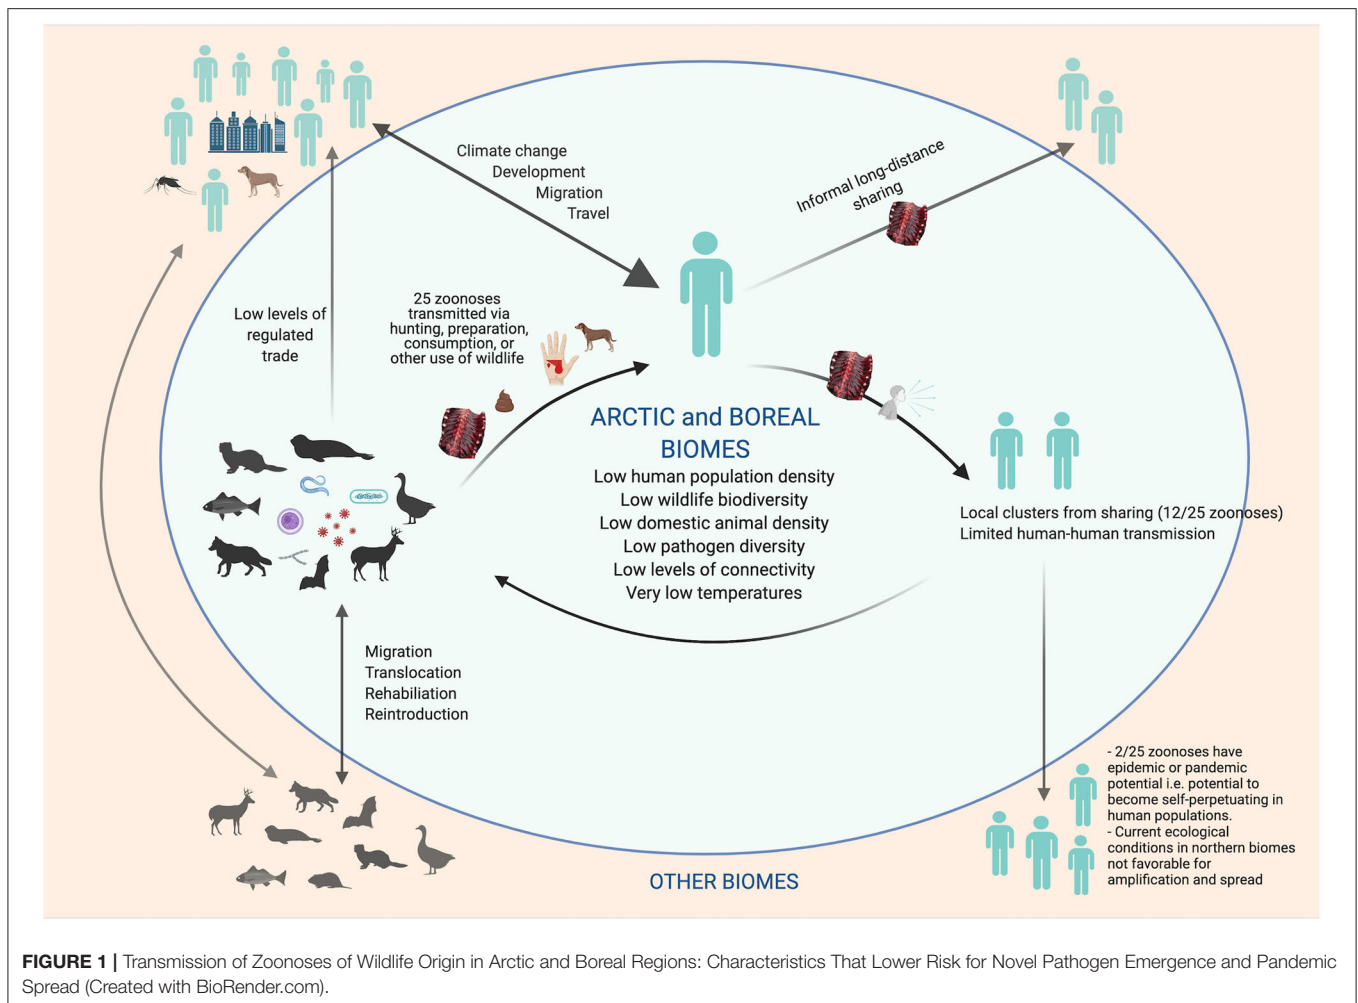 Climate change
Development
Migration
Travel
Informal long-distance
sharing
Low levels of
regulated
trade
25 zoonoses
transmitted via
hunting, preparation,
consumption, or
other use of wildlife
ARCTIC and BOREAL
BIOMES
Low human population density
Low wildlife biodiversity
Low domestic animal density
Low pathogen diversity
Low levels of connectivity
Very low temperatures
Local clusters from sharing (12/25 zoonoses)
Limited human-human transmission
Migration
Translocation
Rehabiliation
Reintroduction
- 2/25 zoonoses have
epidemic or pandemic
potential i.e. potential to
become self-perpetuating in
human populations.
- Current ecological
conditions in northern biomes
not favorable for
amplification and spread
OTHER BIOMES
FIGURE 1 | Transmission of Zoonoses of Wildlife Origin in Arctic and Boreal Regions: Characteristics That Lower Risk for Novel Pathogen Emergence and Pandemic
Spread (Created with BioRender.com).